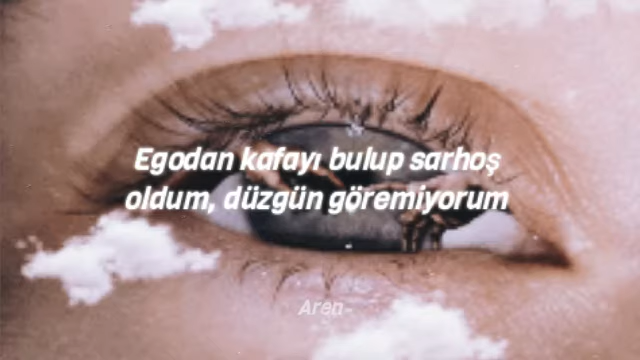 Egodan kafayı bulup sarhoş
oldum, düzgün göremiyorum
Aren-